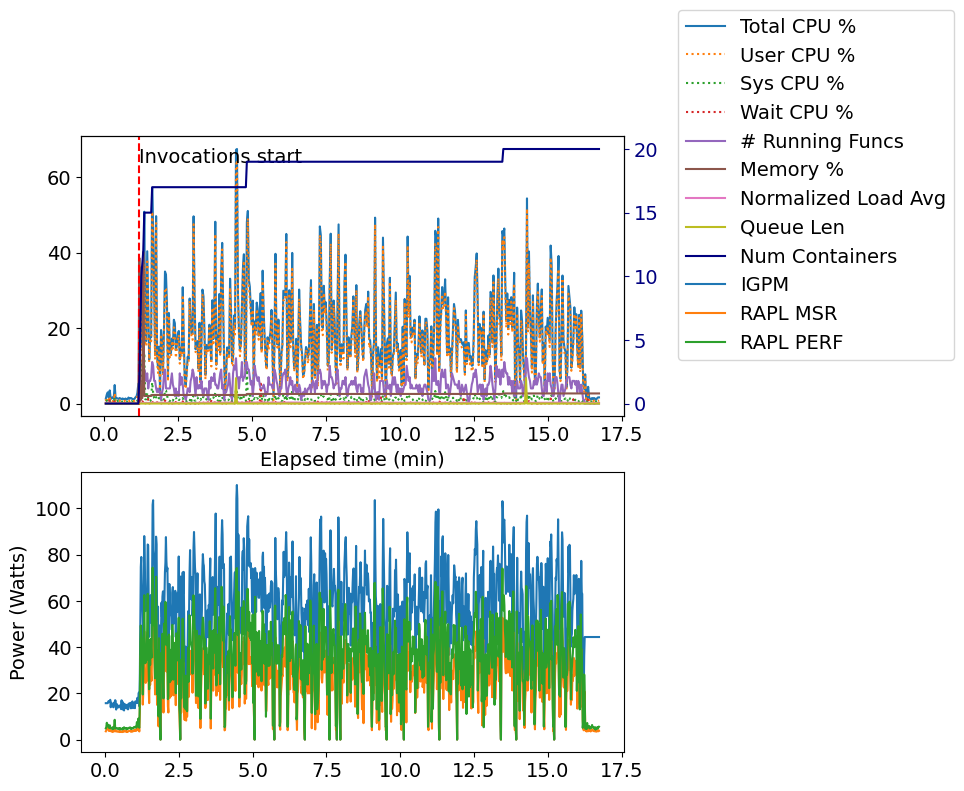 Total CPU %
User CPU %
Sys CPU %
Wait CPU %
# Running Funcs
Memory %
Normalized Load Avg
Queue Len
Num Containers
IGPM
RAPL MSR
RAPL PERF
Invocations start
60
40
20
0
20
15
10
5
0
0.0 2.5 5.0 7.5 10.0 12.5 15.0 17.5
Elapsed time (min)
Power (Watts)
100
80
60
40
20
0
0.0 2.5 5.0 7.5 10.0 12.5 15.0 17.5